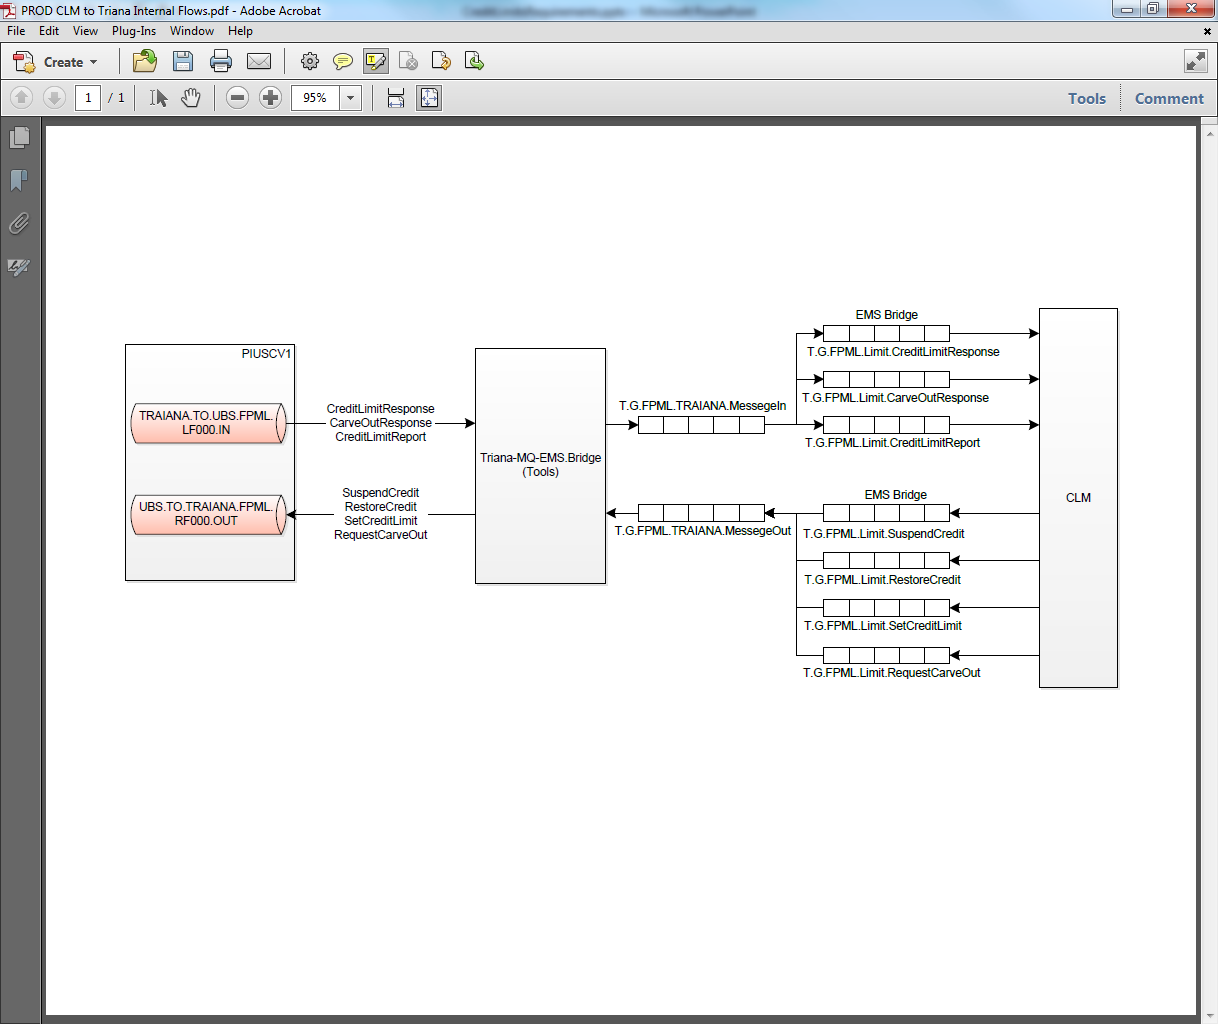 PROD CLM to Triana Internal Flows.pdf - Adobe Acrobat
File Edit View Plug-Ins Window Help
Create
1 / 1
95%
Tools
Comment
EMS Bridge
T.G.FPML.Limit.CreditLimitResponse
T.G.FPML.Limit.CarveOutResponse
T.G.FPML.Limit.CreditLimitReport
PIUSCV1
TRAIANA.TO.UBS.FPML.
LF000.IN
CreditLimitResponse
CarveOutResponse
CreditLimitReport
T.G.FPML.TRAIANA.MessegeIn
Triana-MQ-EMS.Bridge
(Tools)
CLM
UBS.TO.TRAIANA.FPML.
RF000.OUT
SuspendCredit
RestoreCredit
SetCreditLimit
RequestCarveOut
T.G.FPML.TRAIANA.MessegeOut
EMS Bridge
T.G.FPML.Limit.SuspendCredit
T.G.FPML.Limit.RestoreCredit
T.G.FPML.Limit.SetCreditLimit
T.G.FPML.Limit.RequestCarveOut